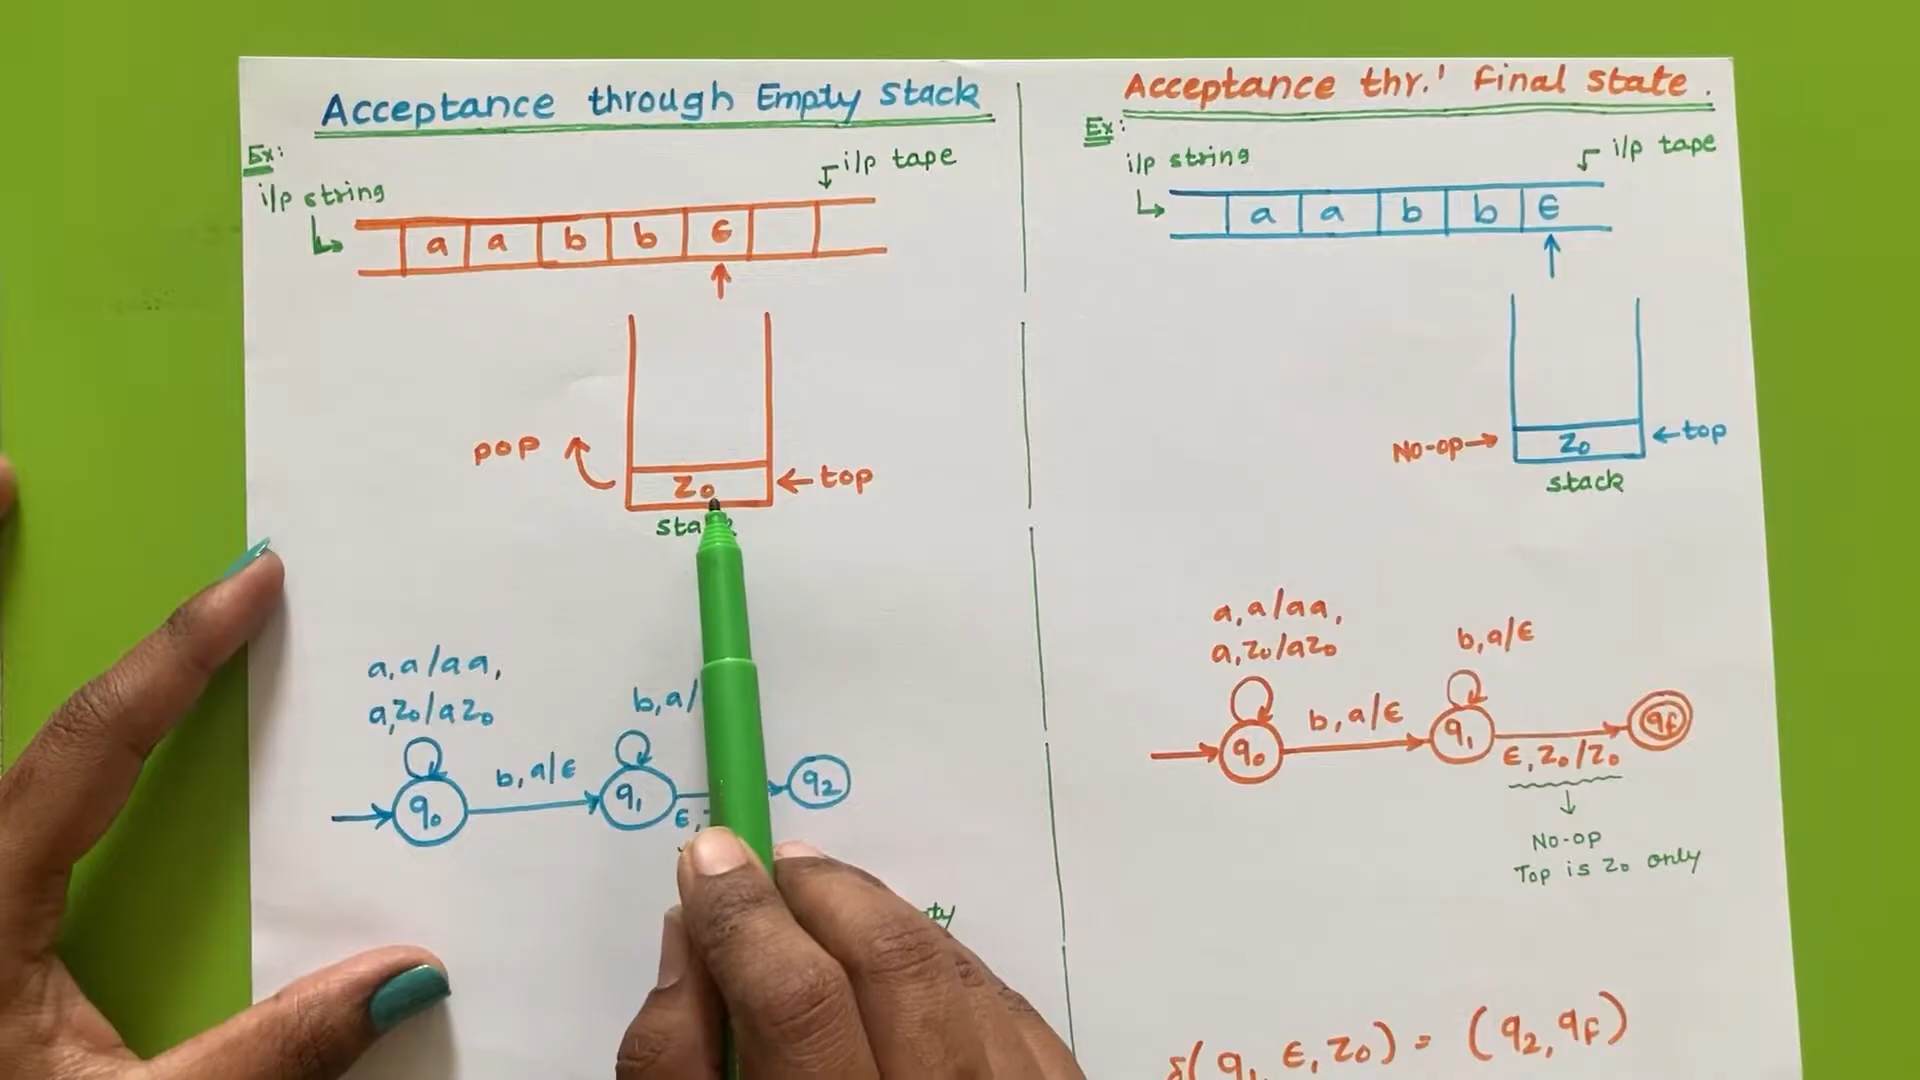 Acceptance through Empty Stack
Ex:
i/p string
i/p tape
a a b b ϵ
pop
Z0
top
a,a/aa,
a,Z0/aZ0
b,a/
b,a/ϵ
q0
q1
q2
ϵ,
Acceptance thr.' Final State.
Ex:
i/p string
i/p tape
a a b b ϵ
No-op
Z0
top
stack
a,a/aa,
a,Z0/aZ0
b,a/ϵ
b,a/ϵ
q0
q1
qf
ϵ,Z0/Z0
No-op
Top is Z0 only
δ(q1 ϵ,Z0) = (q2,qf)